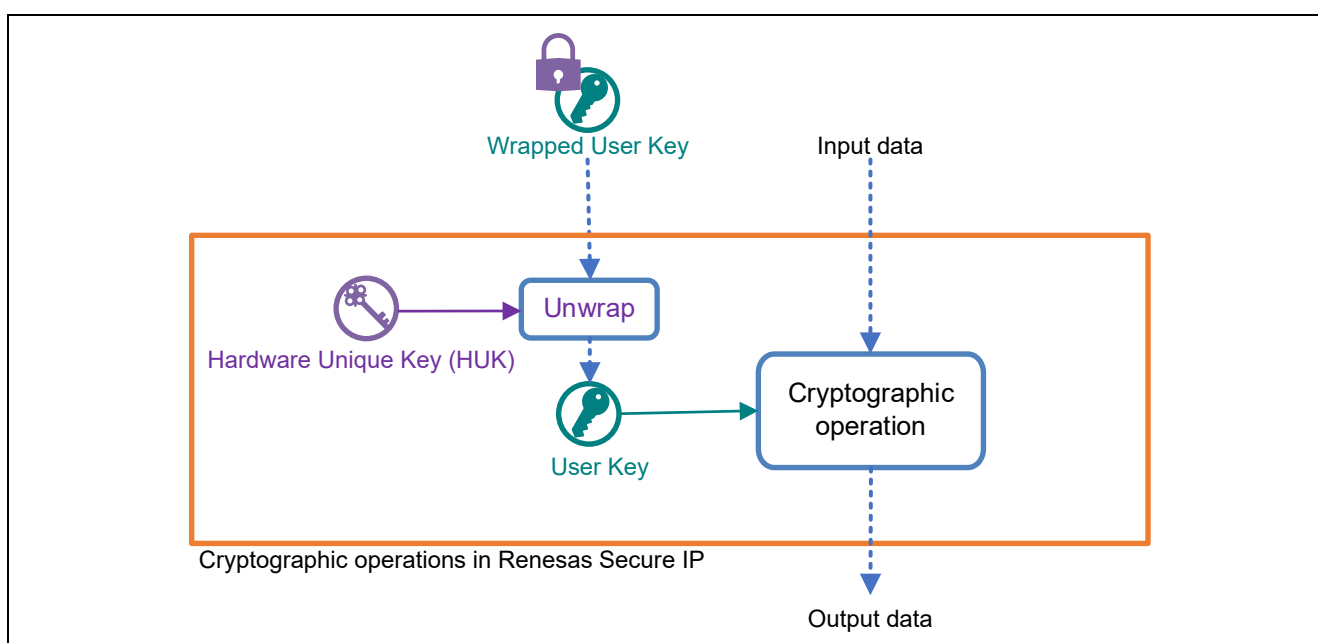 Wrapped User Key
Input data
Unwrap
Hardware Unique Key (HUK)
Cryptographic
operation
User Key
Cryptographic operations in Renesas Secure IP
Output data